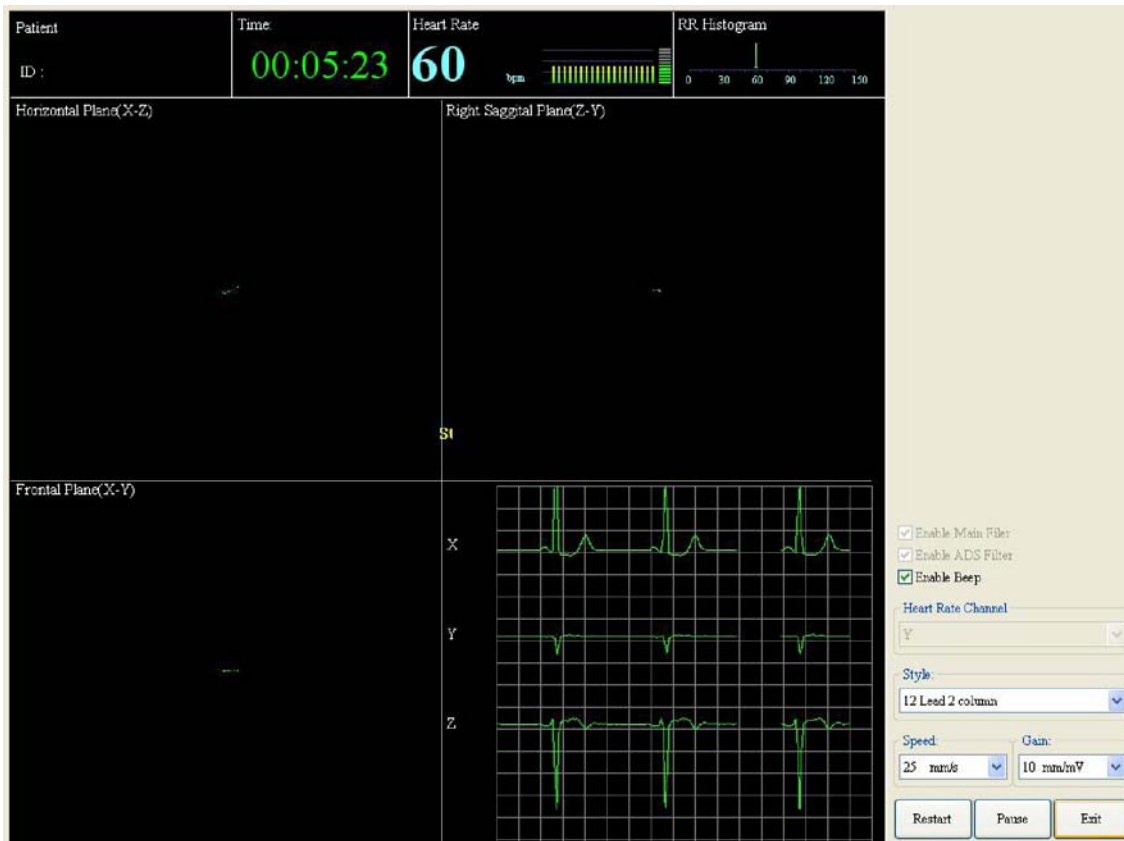 Patient
ID :
Time:
00:05:23
Heart Rate
60 bpm
RR Histogram
0 30 60 90 120 150
Horizontal Plane(X-Z)
Right Saggital Plane(Z-Y)
St
Frontal Plane(X-Y)
X
Y
Z
Enable Main Filer
Enable ADS Filter
Enable Beep
Heart Rate Channel
Y
Style:
12 Lead 2 column
Speed:
25 mm/s
Gain:
10 mm/mV
Restart
Pause
Exit